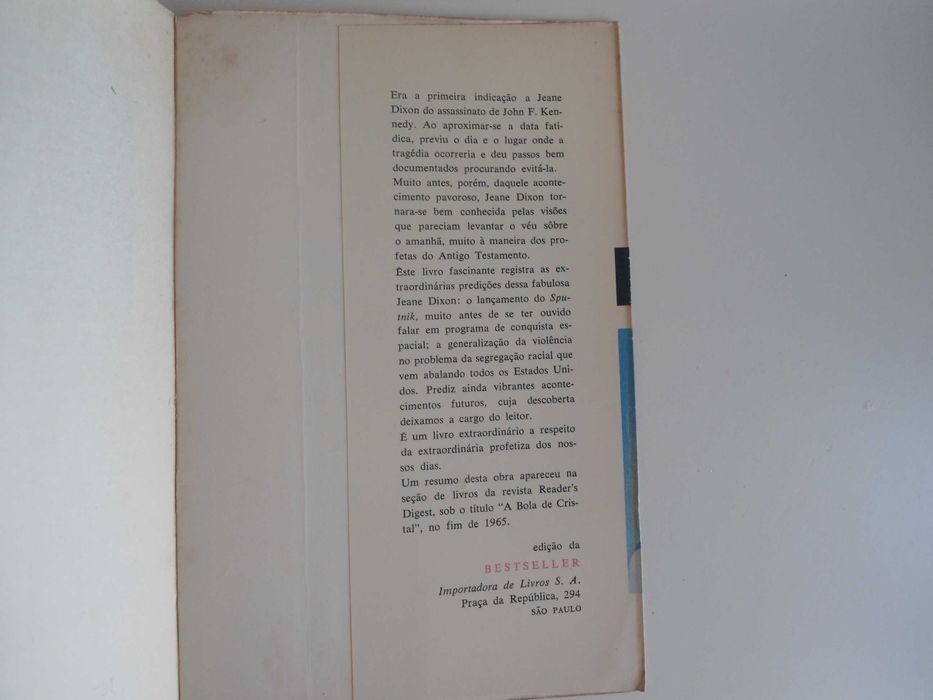 Era a primeira indicação a Jeane
Dixon do assassinato de John F. Ken-
nedy. Ao aproximar-se a data fatí-
dica, previu o dia e o lugar onde a
tragédia ocorreria e deu passos bem
documentados procurando evitá-la.
Muito antes, porém, daquele aconte-
cimento pavoroso, Jeane Dixon tor-
nara-se bem conhecida pelas visões
que pareciam levantar o véu sôbre
o amanhã, muito à maneira dos pro-
fetas do Antigo Testamento.
Êste livro fascinante registra as ex-
traordinárias predições dessa fabulosa
Jeane Dixon: o lançamento do Spu-
tnik, muito antes de se ter ouvido
falar em programa de conquista es-
pacial; a generalização da violência
no problema da segregação racial que
vem abalando todos os Estados Uni-
dos. Prediz ainda vibrantes aconte-
cimentos futuros, cuja descoberta
deixamos a cargo do leitor.
É um livro extraordinário a respeito
da extraordinária profetiza dos nos-
sos dias.
Um resumo desta obra apareceu na
seção de livros da revista Reader's
Digest, sob o título "A Bola de Cris-
tal", no fim de 1965.
edição da
BESTSELLER
Importadora de Livros S. A.
Praça da República, 294
SÃO PAULO